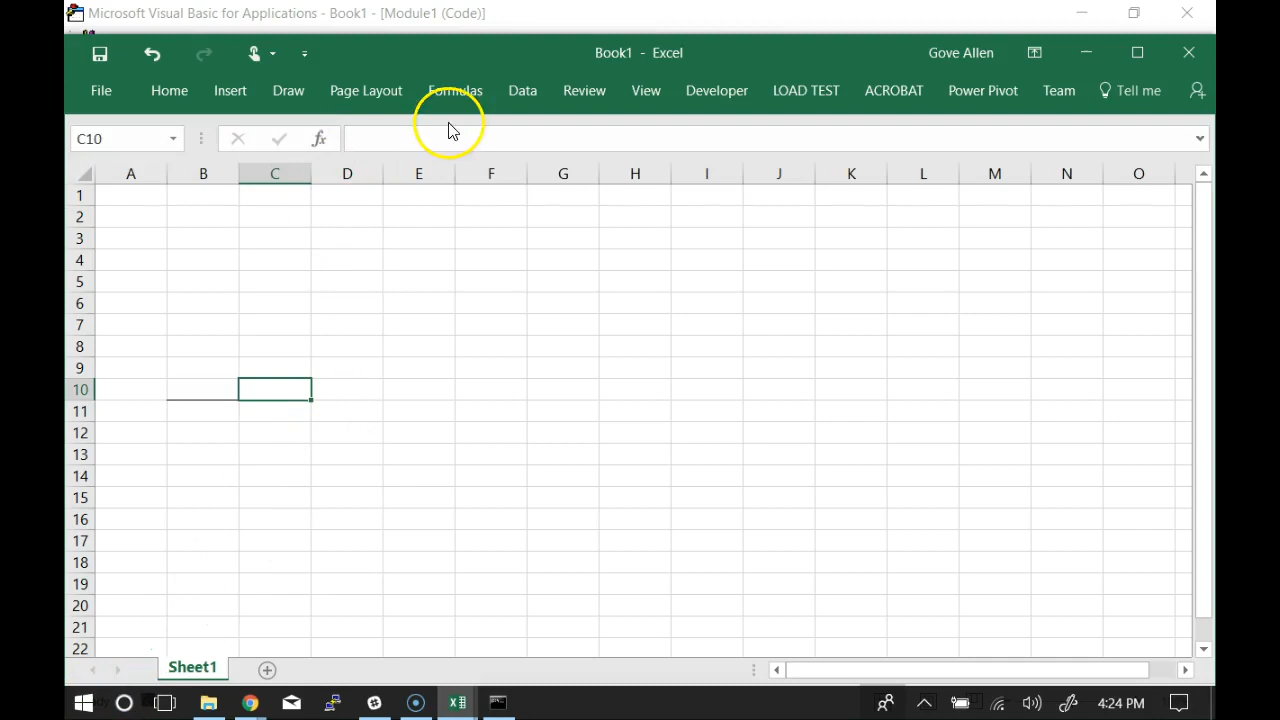 Microsoft Visual Basic for Applications - Book1 - [Module1 (Code)]
Book1 - Excel
Gove Allen
File Home Insert Draw Page Layout Formulas Data Review View Developer LOAD TEST ACROBAT Power Pivot Team Tell me
C10
fx
A B C D E F G H I J K L M N O
1
2
3
4
5
6
7
8
9
10
11
12
13
14
15
16
17
18
19
20
21
22
Sheet1
4:24 PM